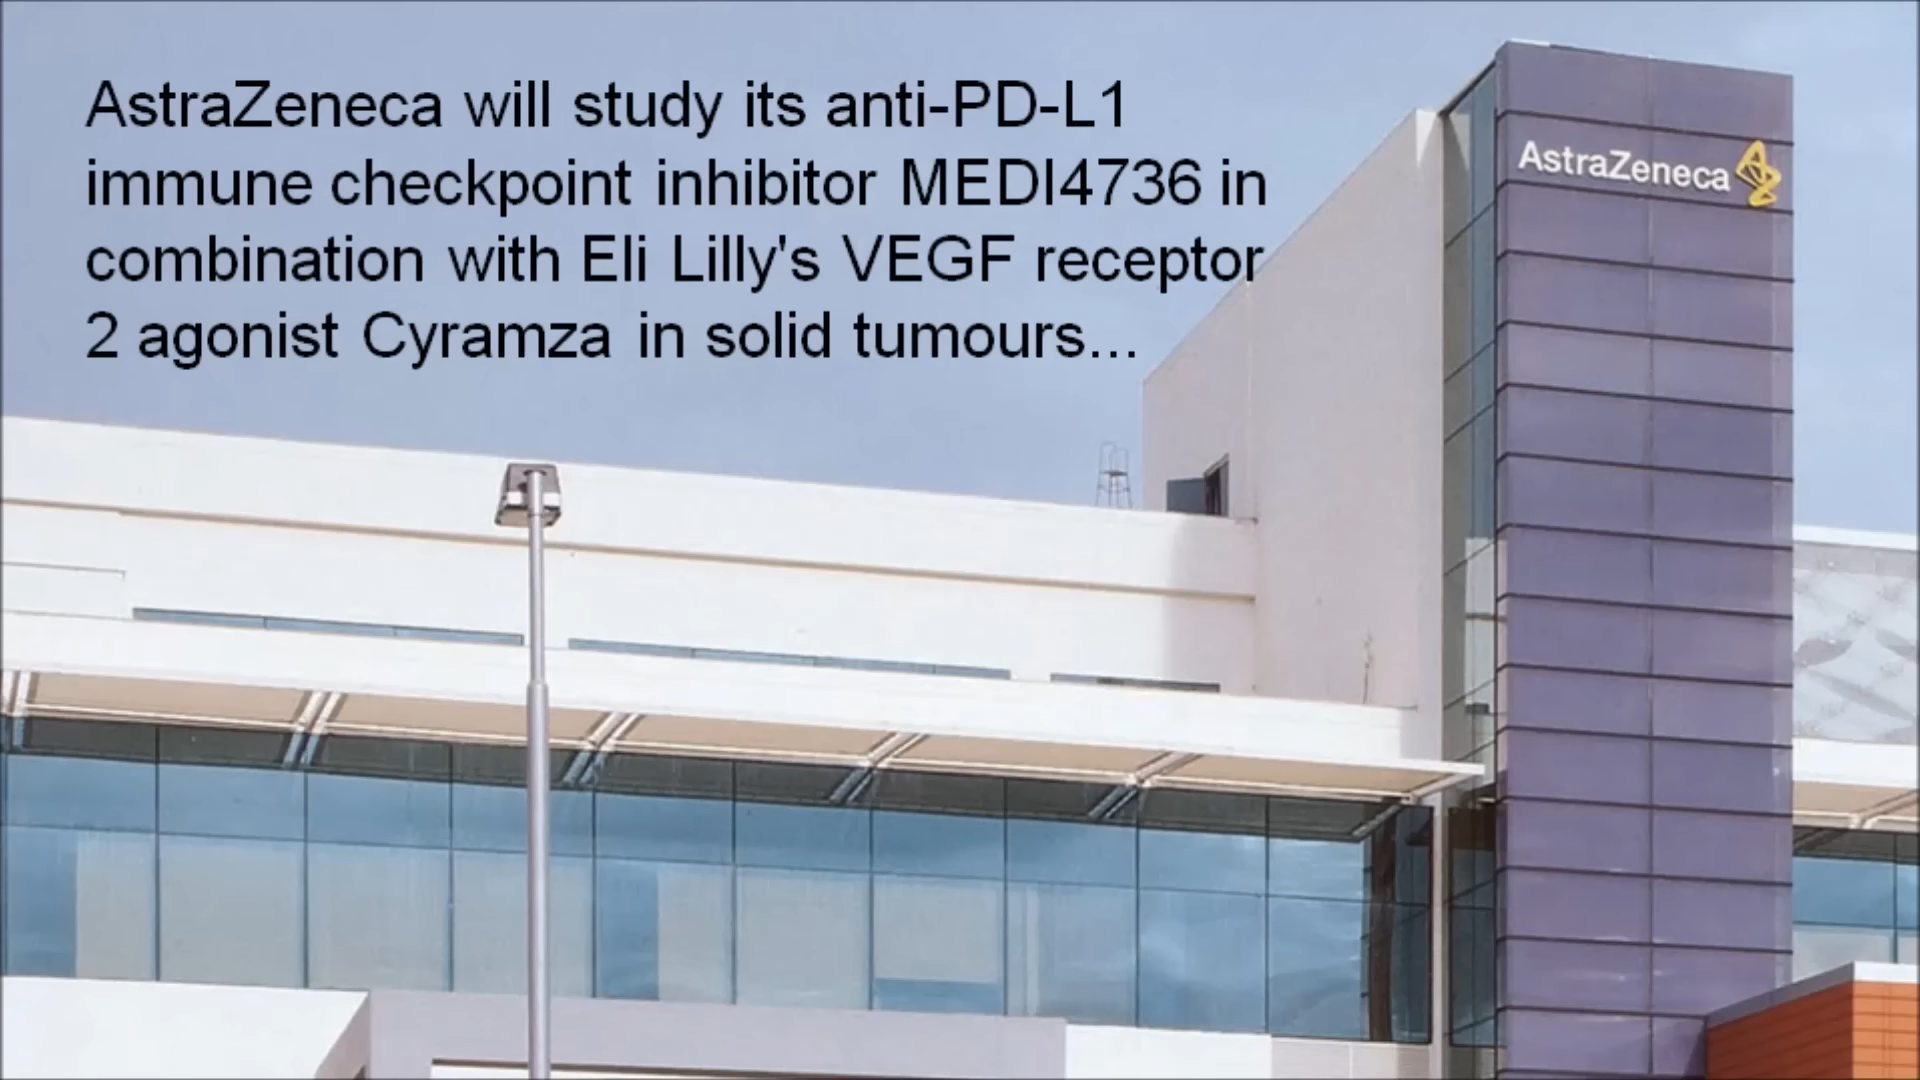 AstraZeneca will study its anti-PD-L1
immune checkpoint inhibitor MEDI4736 in
combination with Eli Lilly's VEGF receptor
2 agonist Cyramza in solid tumours...
AstraZeneca